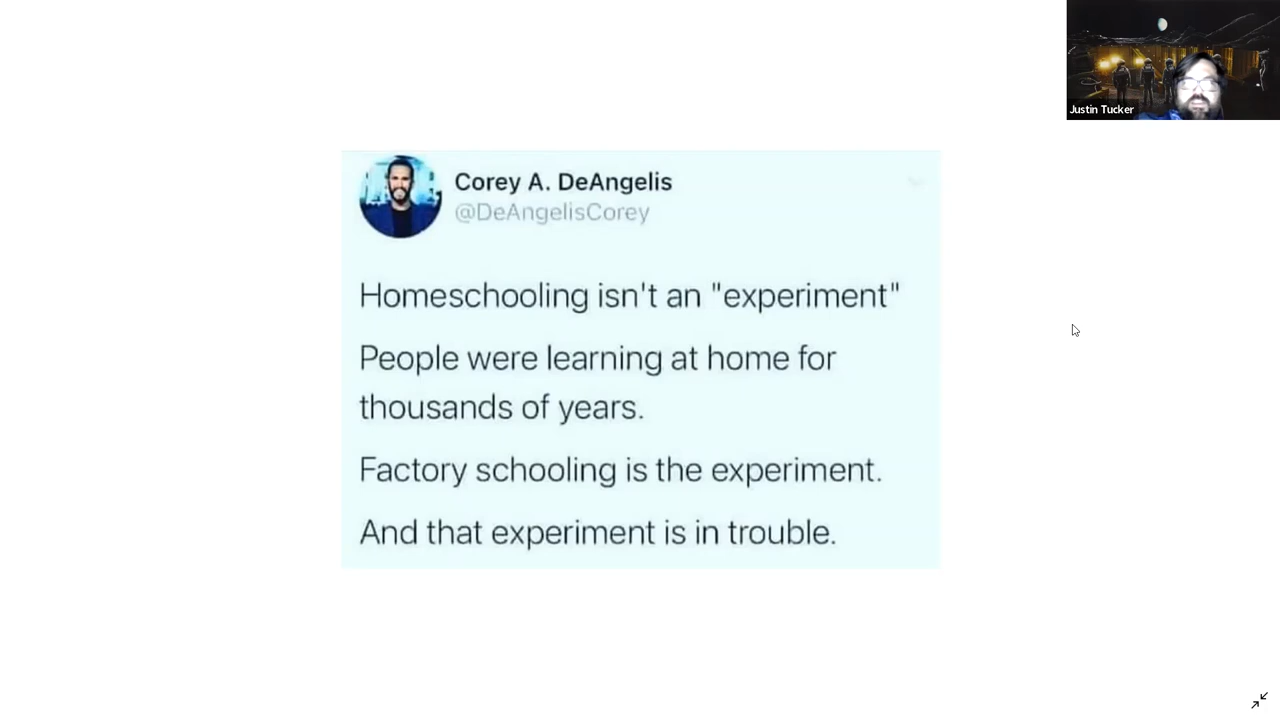 Justin Tucker
Corey A. DeAngelis
@DeAngelisCorey
Homeschooling isn't an "experiment"
People were learning at home for
thousands of years.
Factory schooling is the experiment.
And that experiment is in trouble.